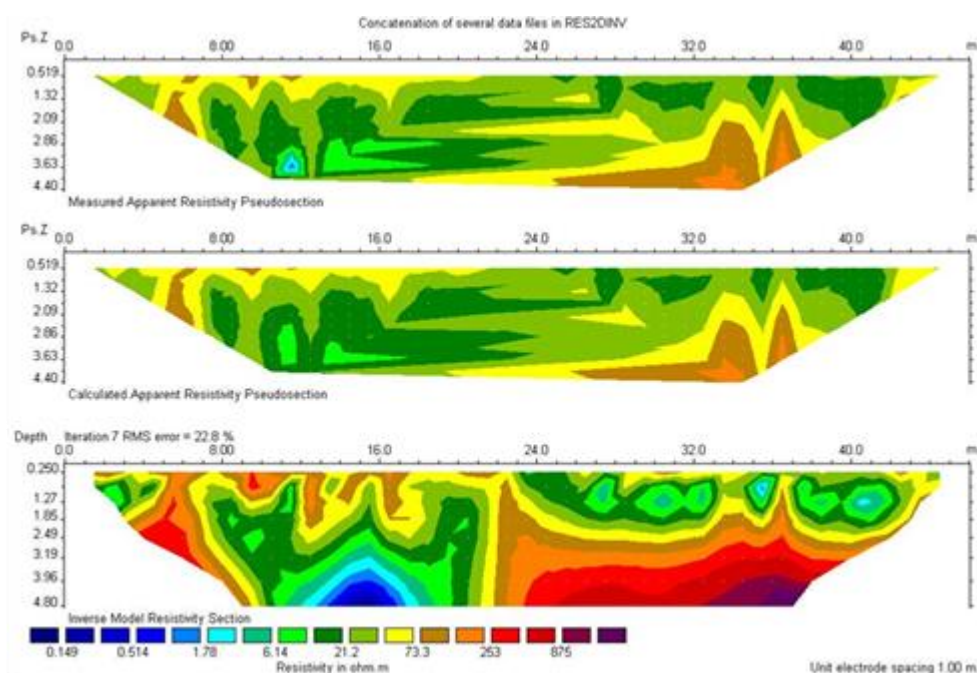 Concatenation of several data files in RES2DINV
Ps.Z 0.0 8.00 16.0 24.0 32.0 40.0 m
0.519
1.32
2.09
2.86
3.63
4.40
Measured Apparent Resistivity Pseudosection
Ps.Z 0.0 8.00 16.0 24.0 32.0 40.0 m
0.519
1.32
2.09
2.86
3.63
4.40
Calculated Apparent Resistivity Pseudosection
Depth Iteration 7 RMS error = 22.8 %
0.0 8.00 16.0 24.0 32.0 40.0 m
0.250
1.27
1.85
2.49
3.19
3.96
4.80
Inverse Model Resistivity Section
0.149 0.514 1.78 6.14 21.2 73.3 253 875
Resistivity in ohm.m Unit electrode spacing 1.00 m